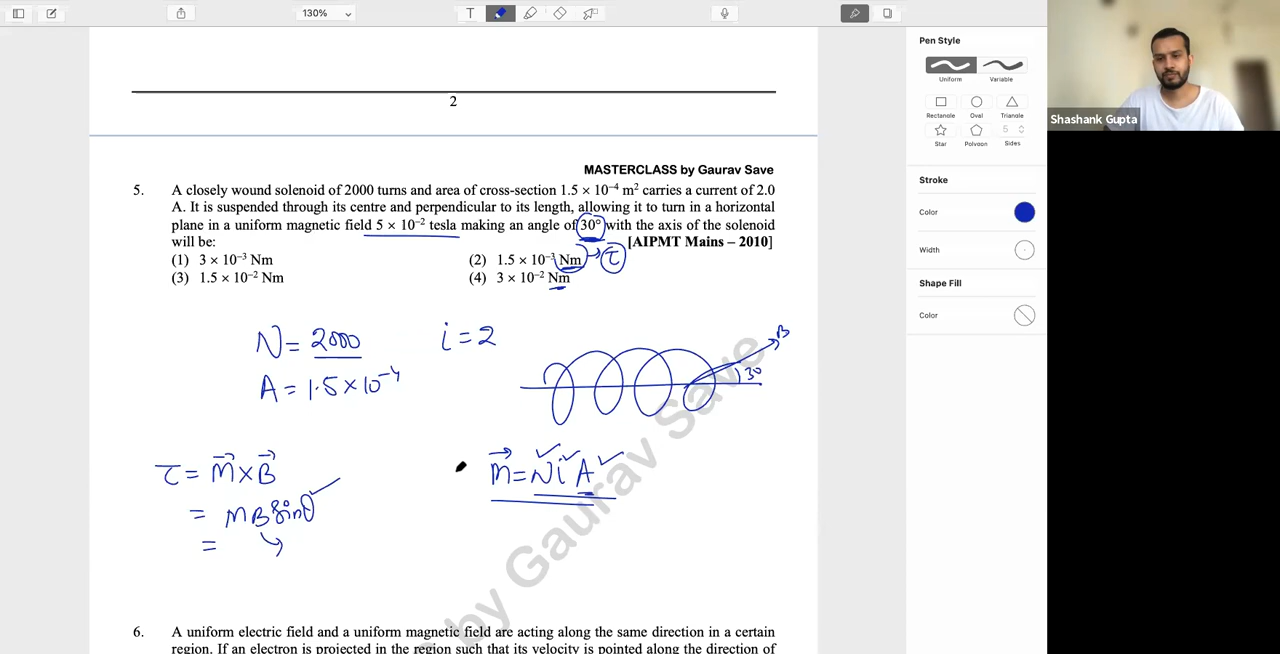 130%
T
Pen Style
Uniform
Variable
Rectangle
Oval
Triangle
Star
Polygon
5
Sides
Stroke
Color
Width
Shape Fill
Color
Shashank Gupta
2
MASTERCLASS by Gaurav Save
5. A closely wound solenoid of 2000 turns and area of cross-section 1.5 × 10⁻⁴ m² carries a current of 2.0
A. It is suspended through its centre and perpendicular to its length, allowing it to turn in a horizontal
plane in a uniform magnetic field 5 × 10⁻² tesla making an angle of 30° with the axis of the solenoid
will be: [AIPMT Mains – 2010]
(1) 3 × 10⁻³ Nm (2) 1.5 × 10⁻³ Nm → τ
(3) 1.5 × 10⁻² Nm (4) 3 × 10⁻² Nm
N = 2000 i = 2
A = 1.5 × 10⁻⁴
B
30
τ = M × B
= MB sinθ
=
m = NiA
by Gaurav Save
6. A uniform electric field and a uniform magnetic field are acting along the same direction in a certain
region. If an electron is projected in the region such that its velocity is pointed along the direction of